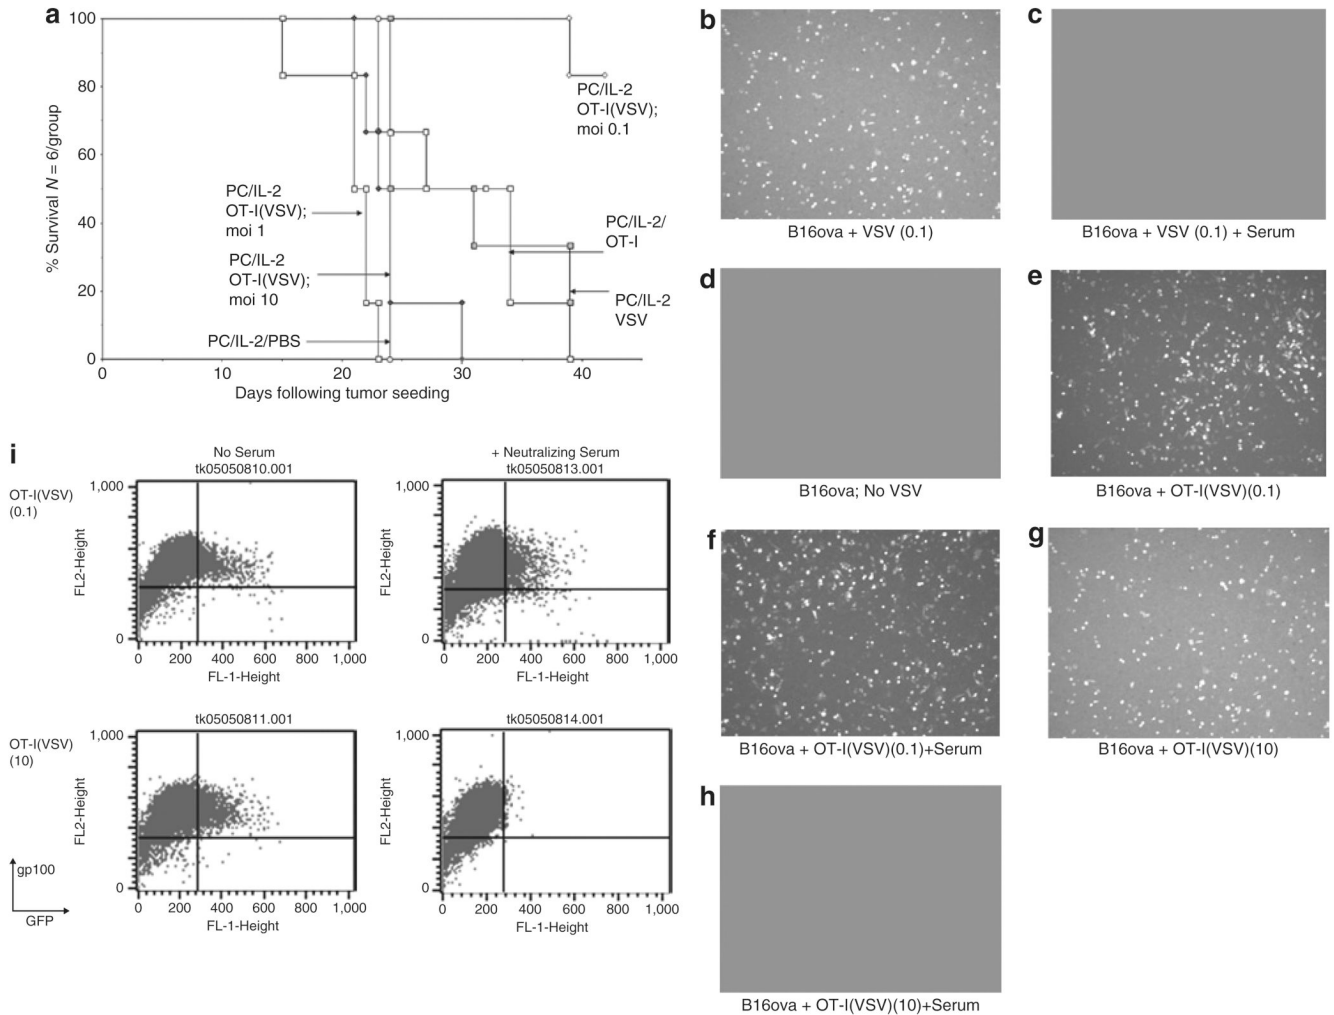 a
100
80
60
40
20
0
% Survival N = 6/group
0
10
20
30
40
Days following tumor seeding
PC/IL-2
OT-I(VSV);
moi 0.1
PC/IL-2
OT-I(VSV);
moi 1
PC/IL-2
OT-I(VSV);
moi 10
PC/IL-2/PBS
PC/IL-2/
OT-I
PC/IL-2
VSV
b
B16ova + VSV (0.1)
c
B16ova + VSV (0.1) + Serum
d
B16ova; No VSV
e
B16ova + OT-I(VSV)(0.1)
f
B16ova + OT-I(VSV)(0.1)+Serum
g
B16ova + OT-I(VSV)(10)
h
B16ova + OT-I(VSV)(10)+Serum
i
No Serum
tk05050810.001
+ Neutralizing Serum
tk05050813.001
OT-I(VSV)
(0.1)
1,000
0
FL2-Height
0 200 400 600 800 1,000
FL-1-Height
1,000
0
FL2-Height
0 200 400 600 800 1,000
FL-1-Height
OT-I(VSV)
(10)
tk05050811.001
1,000
0
FL2-Height
0 200 400 600 800 1,000
FL-1-Height
tk05050814.001
1,000
0
FL2-Height
0 200 400 600 800 1,000
FL-1-Height
gp100
GFP